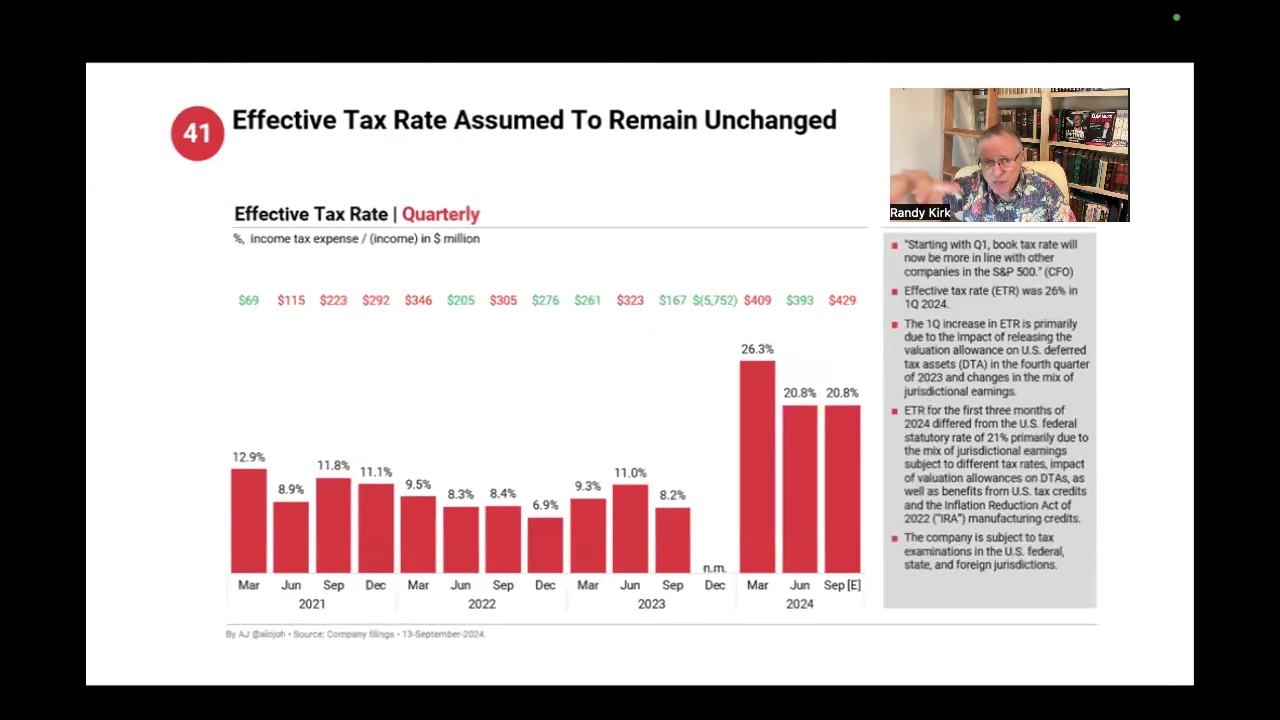 41
Effective Tax Rate Assumed To Remain Unchanged
Randy Kirk
Effective Tax Rate | Quarterly
%, income tax expense / (income) in $ million
$69 $115 $223 $292 $346 $205 $305 $276 $261 $323 $167 $(5,752) $409 $393 $429
12.9% 8.9% 11.8% 11.1% 9.5% 8.3% 8.4% 6.9% 9.3% 11.0% 8.2% n.m. 26.3% 20.8% 20.8%
Mar Jun Sep Dec Mar Jun Sep Dec Mar Jun Sep Dec Mar Jun Sep [E]
2021 2022 2023 2024
"Starting with Q1, book tax rate will
now be more in line with other
companies in the S&P 500." (CFO)
Effective tax rate (ETR) was 26% in
1Q 2024.
The 1Q increase in ETR is primarily
due to the impact of releasing the
valuation allowance on U.S. deferred
tax assets (DTA) in the fourth quarter
of 2023 and changes in the mix of
jurisdictional earnings.
ETR for the first three months of
2024 differed from the U.S. federal
statutory rate of 21% primarily due to
the mix of jurisdictional earnings
subject to different tax rates, impact
of valuation allowances on DTAs, as
well as benefits from U.S. tax credits
and the Inflation Reduction Act of
2022 ("IRA") manufacturing credits.
The company is subject to tax
examinations in the U.S. federal,
state, and foreign jurisdictions.
By AJ @alojoh • Source: Company filings • 13-September-2024.